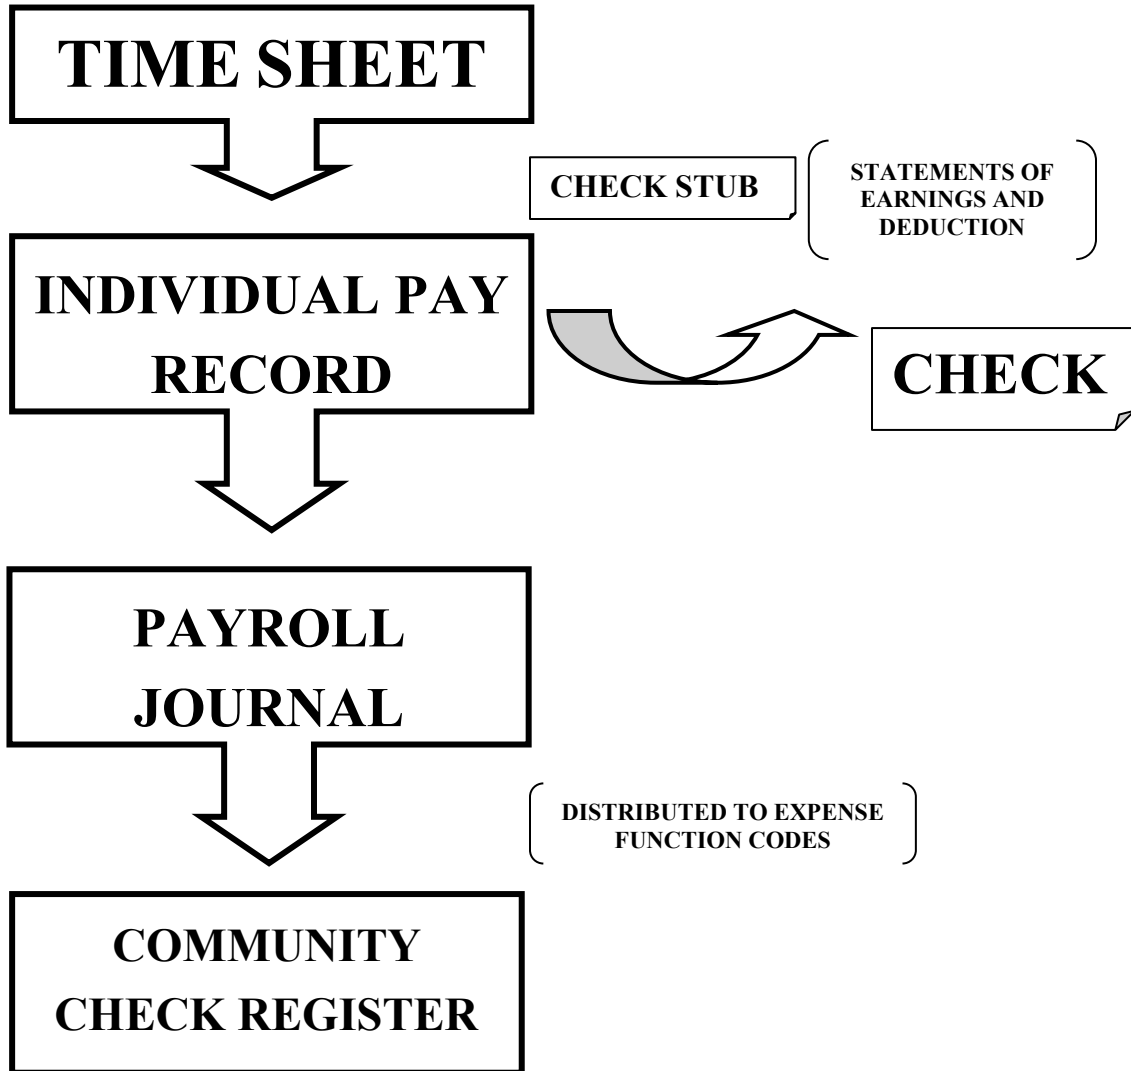 TIME SHEET
CHECK STUB
STATEMENTS OF
EARNINGS AND
DEDUCTION
INDIVIDUAL PAY
RECORD
CHECK
PAYROLL
JOURNAL
DISTRIBUTED TO EXPENSE
FUNCTION CODES
COMMUNITY
CHECK REGISTER